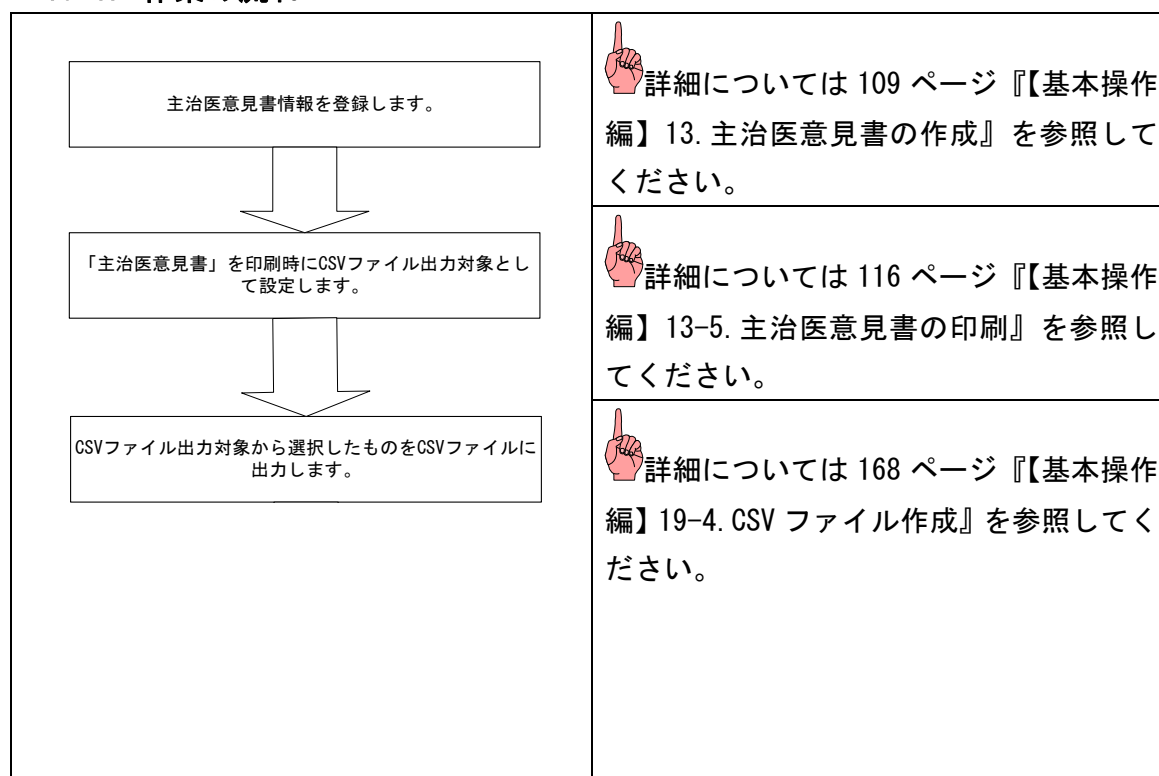 主治医意見書情報を登録します。
詳細については 109 ページ『【基本操作
編】13.主治医意見書の作成』を参照して
ください。
「主治医意見書」を印刷時にCSVファイル出力対象とし
て設定します。
詳細については 116 ページ『【基本操作
編】13-5.主治医意見書の印刷』を参照し
てください。
CSVファイル出力対象から選択したものをCSVファイルに
出力します。
詳細については 168 ページ『【基本操作
編】19-4.CSV ファイル作成』を参照してく
ださい。